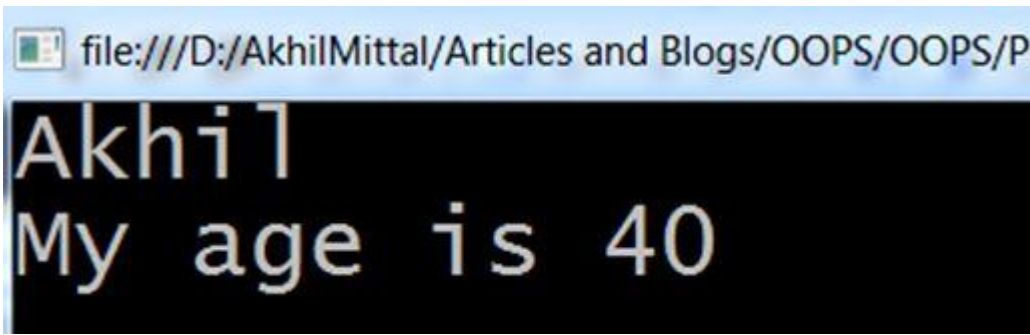 file:///D:/AkhilMittal/Articles and Blogs/OOPS/OOPS/P
Akhil
My age is 40